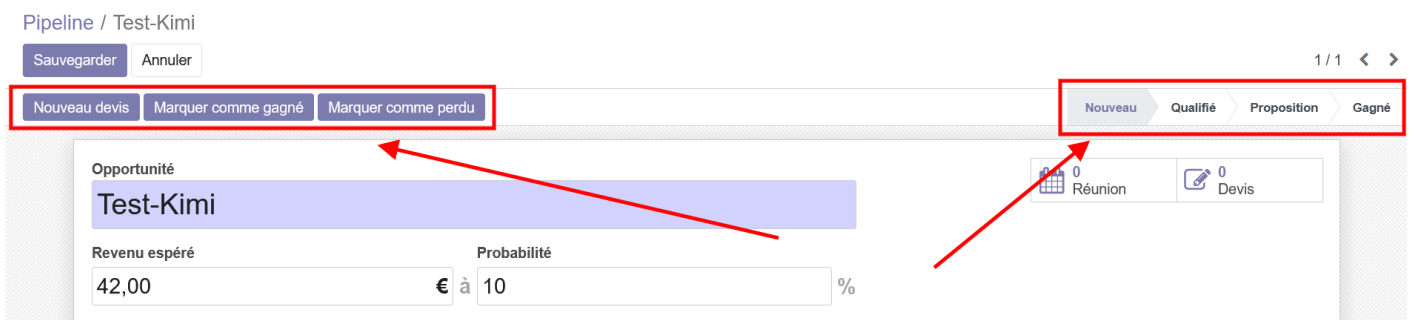 Pipeline / Test-Kimi
Sauvegarder Annuler
1 / 1
Nouveau devis Marquer comme gagné Marquer comme perdu
Nouveau Qualifié Proposition Gagné
Opportunité
Test-Kimi
0
Réunion
0
Devis
Revenu espéré
Probabilité
42,00 € à 10 %